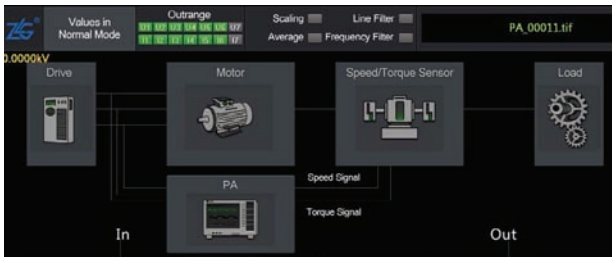 ZLG
Values in
Normal Mode
Outrange
U1 U2 U3 U4 U5 U6 U7
I1 I2 I3 I4 I5 I6 I7
Scaling
Line Filter
Average
Frequency Filter
PA_00011.tif
0.0000kV
Drive
Motor
Speed/Torque Sensor
Load
PA
Speed Signal
Torque Signal
In
Out